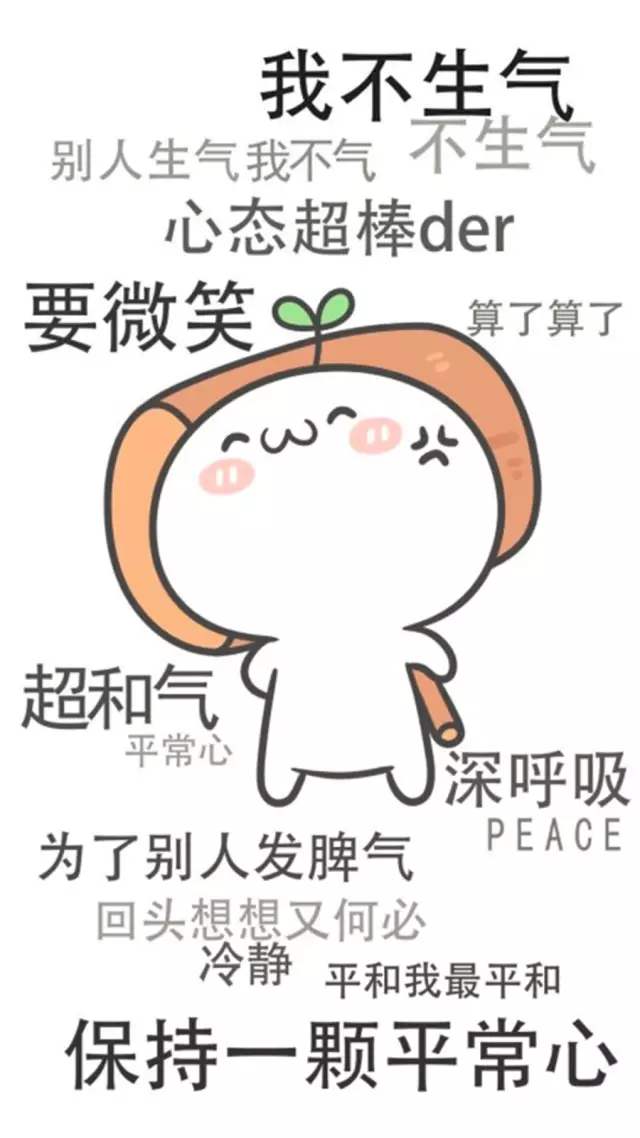 我不生气
别人生气我不气
不生气
心态超棒der
要微笑
算了算了
超和气
平常心
深呼吸
PEACE
为了别人发脾气
回头想想又何必
冷静
平和我最平和
保持一颗平常心